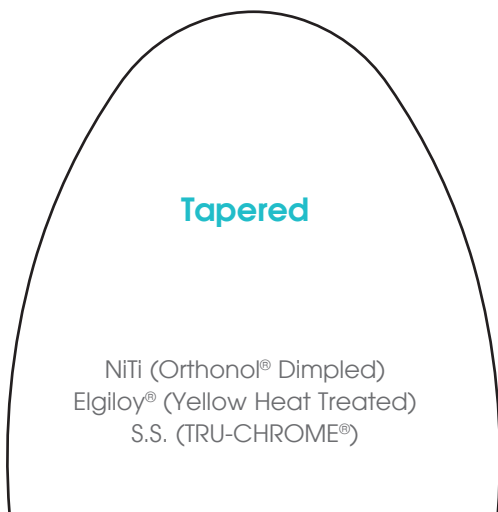 Tapered
NiTi (Orthonol® Dimpled)
Elgiloy® (Yellow Heat Treated)
S.S. (TRU-CHROME®)